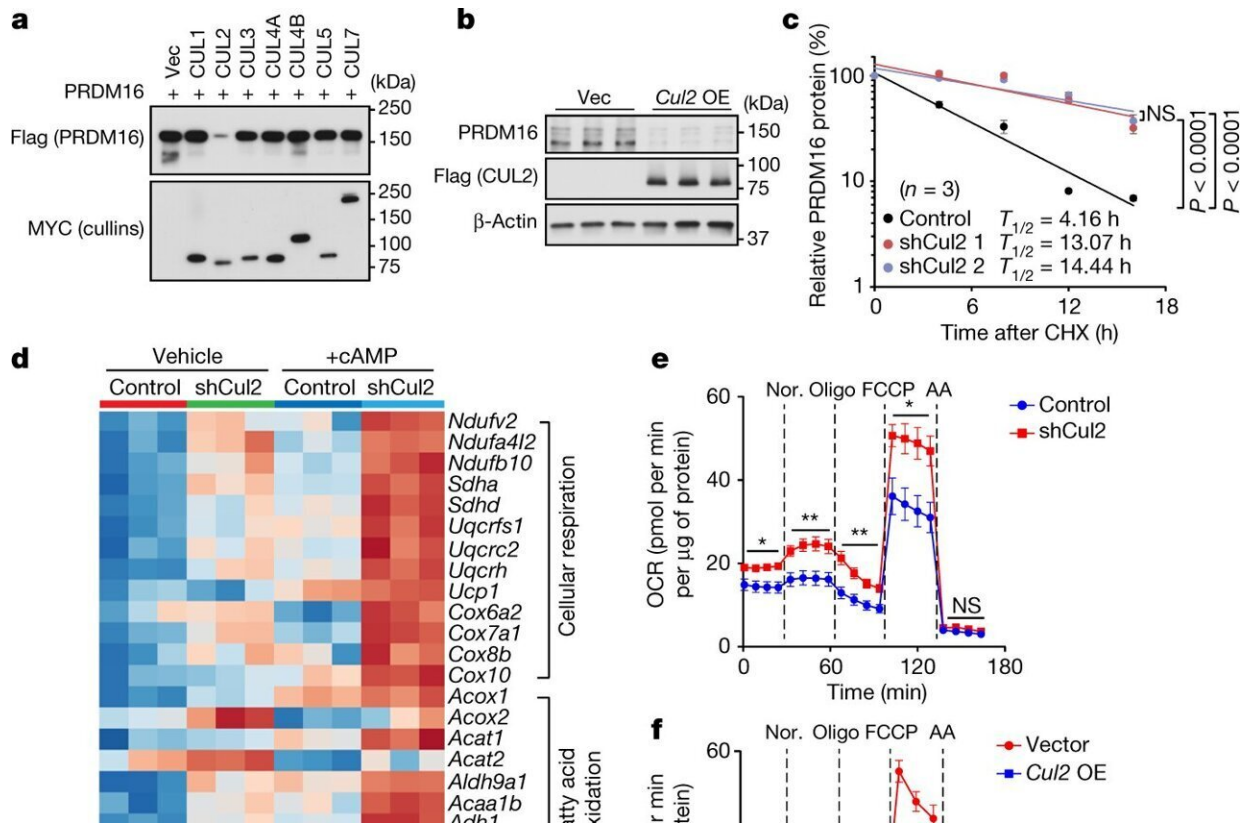 a
Vec
CUL1
CUL2
CUL3
CUL4A
CUL4B
CUL5
CUL7
(kDa)
PRDM16 + + + + + + + +
Flag (PRDM16)
250
150
MYC (cullins)
250
150
100
75
b
Vec Cul2 OE (kDa)
PRDM16
150
Flag (CUL2)
100
75
β-Actin
37
c
Relative PRDM16 protein (%)
100
10
1
0 6 12 18
Time after CHX (h)
(n = 3)
Control T1/2 = 4.16 h
shCul2 1 T1/2 = 13.07 h
shCul2 2 T1/2 = 14.44 h
NS
P < 0.0001
P < 0.0001
d
Vehicle +cAMP
Control shCul2 Control shCul2
Ndufv2
Ndufa4l2
Ndufb10
Sdha
Sdhd
Uqcrfs1
Uqcrc2
Uqcrh
Ucp1
Cox6a2
Cox7a1
Cox8b
Cox10
Acox1
Acox2
Acat1
Acat2
Aldh9a1
Acaa1b
Adh1
Cellular respiration
e
Nor. Oligo FCCP AA
Control
shCul2
OCR (pmol per min
per µg of protein)
60
40
20
0
* ** ** * NS
0 60 120 180
Time (min)
f
Nor. Oligo FCCP AA
Vector
Cul2 OE
60
40